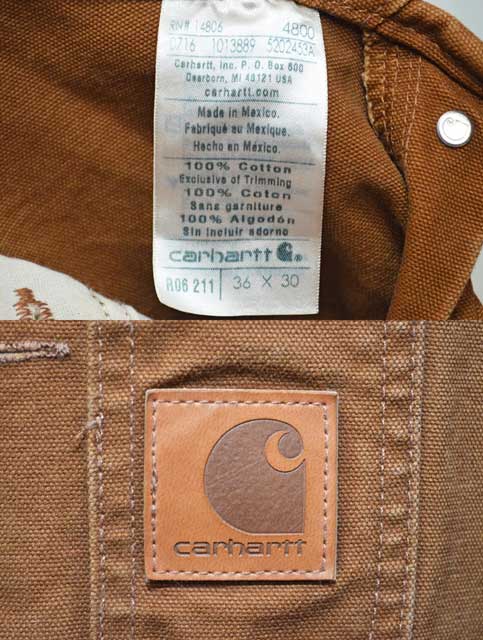 RN# 14806 4800
0716 1013889 5202453A
Carhartt, Inc. P. O. Box 600
Dearborn, MI 48121 USA
carhartt.com
Made in Mexico.
Fabriqué au Mexique.
Hecho en México.
100% Cotton
Exclusive of Trimming
100% Coton
Sans garniture
100% Algodón
Sin incluir adorno
carhartt
R06 211 36 X 30
carhartt